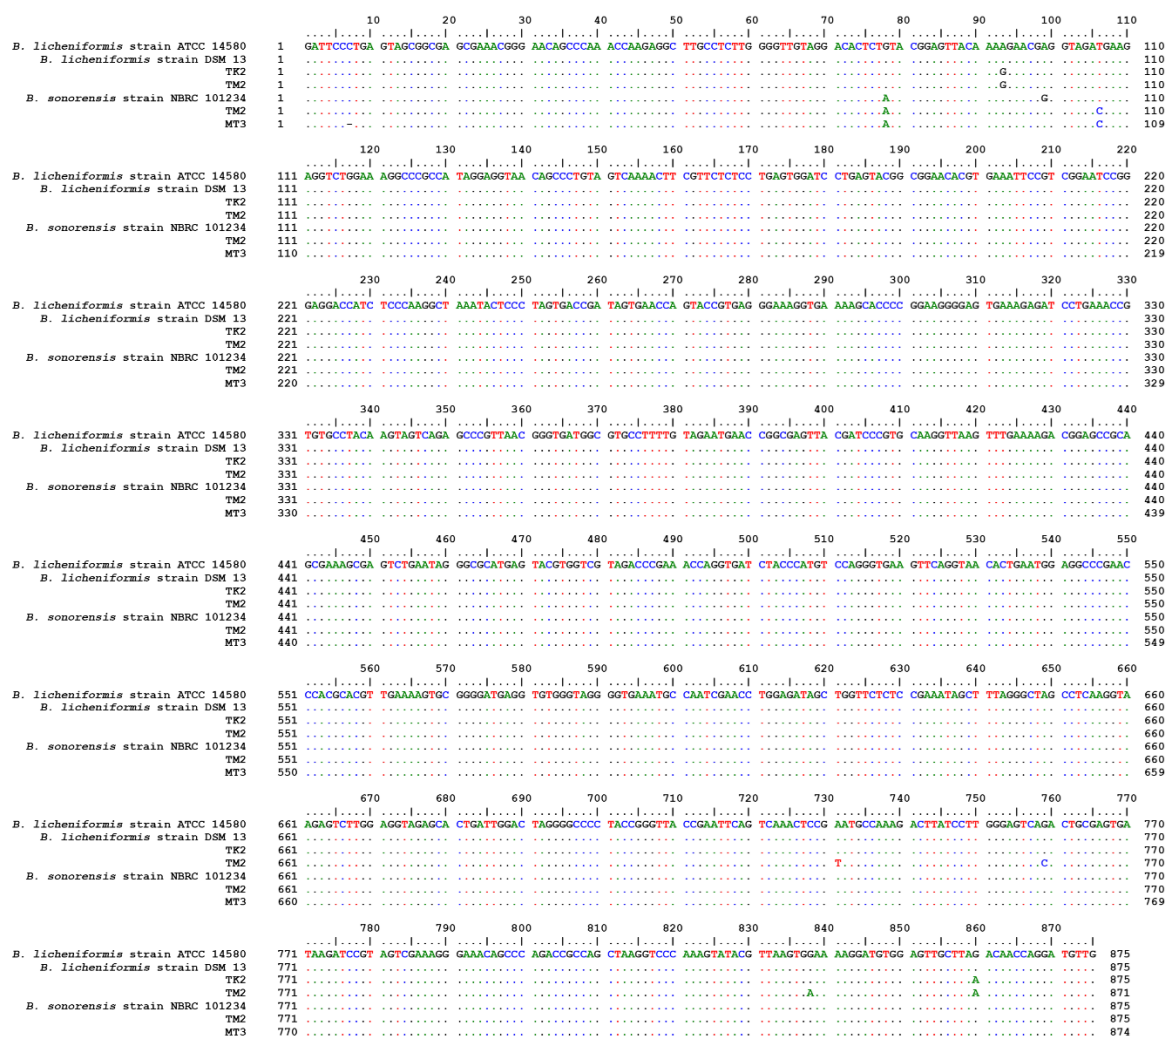 10 20 30 40 50 60 70 80 90 100 110
B. licheniformis strain ATCC 14580 1 GATTCCCTGA GTAGCGGCGA GCGAAACGGG AACAGCCCAA ACCAAGAGGC TTGCCTCTTG GGGTTGTAGG ACACTCTGTA CGGAGTTACA AAAGAACGAG GTAGATGAAG 110
B. licheniformis strain DSM 13 1 110
TK2 1 G 110
TM2 1 G 110
B. sonorensis strain NBRC 101234 1 A G 110
TM2 1 A C 110
MT3 1 - A C 109
120 130 140 150 160 170 180 190 200 210 220
B. licheniformis strain ATCC 14580 111 AGGTCTGGAA AGGCCCGCCA TAGGAGGTAA CAGCCCTGTA GTCAAAACTT CGTTCTCTCC TGAGTGGATC CTGAGTACGG CGGAACACGT GAAATTCCGT CGGAATCCGG 220
B. licheniformis strain DSM 13 111 220
TK2 111 220
TM2 111 220
B. sonorensis strain NBRC 101234 111 220
TM2 111 220
MT3 110 219
230 240 250 260 270 280 290 300 310 320 330
B. licheniformis strain ATCC 14580 221 GAGGACCATC TCCCAAGGCT AAATACTCCC TAGTGACCGA TAGTGAACCA GTACCGTGAG GGAAAGGTGA AAAGCACCCC GGAAGGGGAG TGAAAGAGAT CCTGAAACCG 330
B. licheniformis strain DSM 13 221 330
TK2 221 330
TM2 221 330
B. sonorensis strain NBRC 101234 221 330
TM2 221 330
MT3 220 329
340 350 360 370 380 390 400 410 420 430 440
B. licheniformis strain ATCC 14580 331 TGTGCCTACA AGTAGTCAGA GCCCGTTAAC GGGTGATGGC GTGCCTTTTG TAGAATGAAC CGGCGAGTTA CGATCCCGTG CAAGGTTAAG TTTGAAAAGA CGGAGCCGCA 440
B. licheniformis strain DSM 13 331 440
TK2 331 440
TM2 331 440
B. sonorensis strain NBRC 101234 331 440
TM2 331 440
MT3 330 439
450 460 470 480 490 500 510 520 530 540 550
B. licheniformis strain ATCC 14580 441 GCGAAAGCGA GTCTGAATAG GGCGCATGAG TACGTGGTCG TAGACCCGAA ACCAGGTGAT CTACCCATGT CCAGGGTGAA GTTCAGGTAA CACTGAATGG AGGCCCGAAC 550
B. licheniformis strain DSM 13 441 550
TK2 441 550
TM2 441 550
B. sonorensis strain NBRC 101234 441 550
TM2 441 550
MT3 440 549
560 570 580 590 600 610 620 630 640 650 660
B. licheniformis strain ATCC 14580 551 CCACGCACGT TGAAAAGTGC GGGGATGAGG TGTGGGTAGG GGTGAAATGC CAATCGAACC TGGAGATAGC TGGTTCTCTC CGAAATAGCT TTAGGGCTAG CCTCAAGGTA 660
B. licheniformis strain DSM 13 551 660
TK2 551 660
TM2 551 660
B. sonorensis strain NBRC 101234 551 660
TM2 551 660
MT3 550 659
670 680 690 700 710 720 730 740 750 760 770
B. licheniformis strain ATCC 14580 661 AGAGTCTTGG AGGTAGAGCA CTGATTGGAC TAGGGGCCCC TACCGGGTTA CCGAATTCAG TCAAACTCCG AATGCCAAAG ACTTATCCTT GGGAGTCAGA CTGCGAGTGA 770
B. licheniformis strain DSM 13 661 770
TK2 661 770
TM2 661 T C 770
B. sonorensis strain NBRC 101234 661 770
TM2 661 770
MT3 660 769
780 790 800 810 820 830 840 850 860 870
B. licheniformis strain ATCC 14580 771 TAAGATCCGT AGTCGAAAGG GAAACAGCCC AGACCGCCAG CTAAGGTCCC AAAGTATACG TTAAGTGGAA AAGGATGTGG AGTTGCTTAG ACAACCAGGA TGTTG 875
B. licheniformis strain DSM 13 771 875
TK2 771 A 875
TM2 771 A A 871
B. sonorensis strain NBRC 101234 771 875
TM2 771 875
MT3 770 874